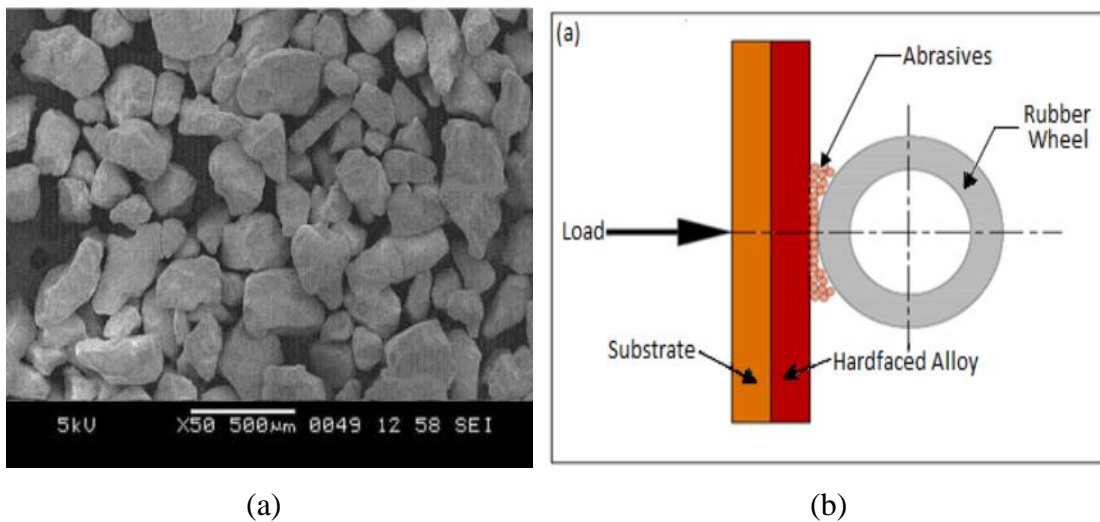 5kV X50 500μm 0049 12 58 SEI
(a)
Abrasives
Rubber
Wheel
Load
Substrate
Hardfaced Alloy
(a)
(b)